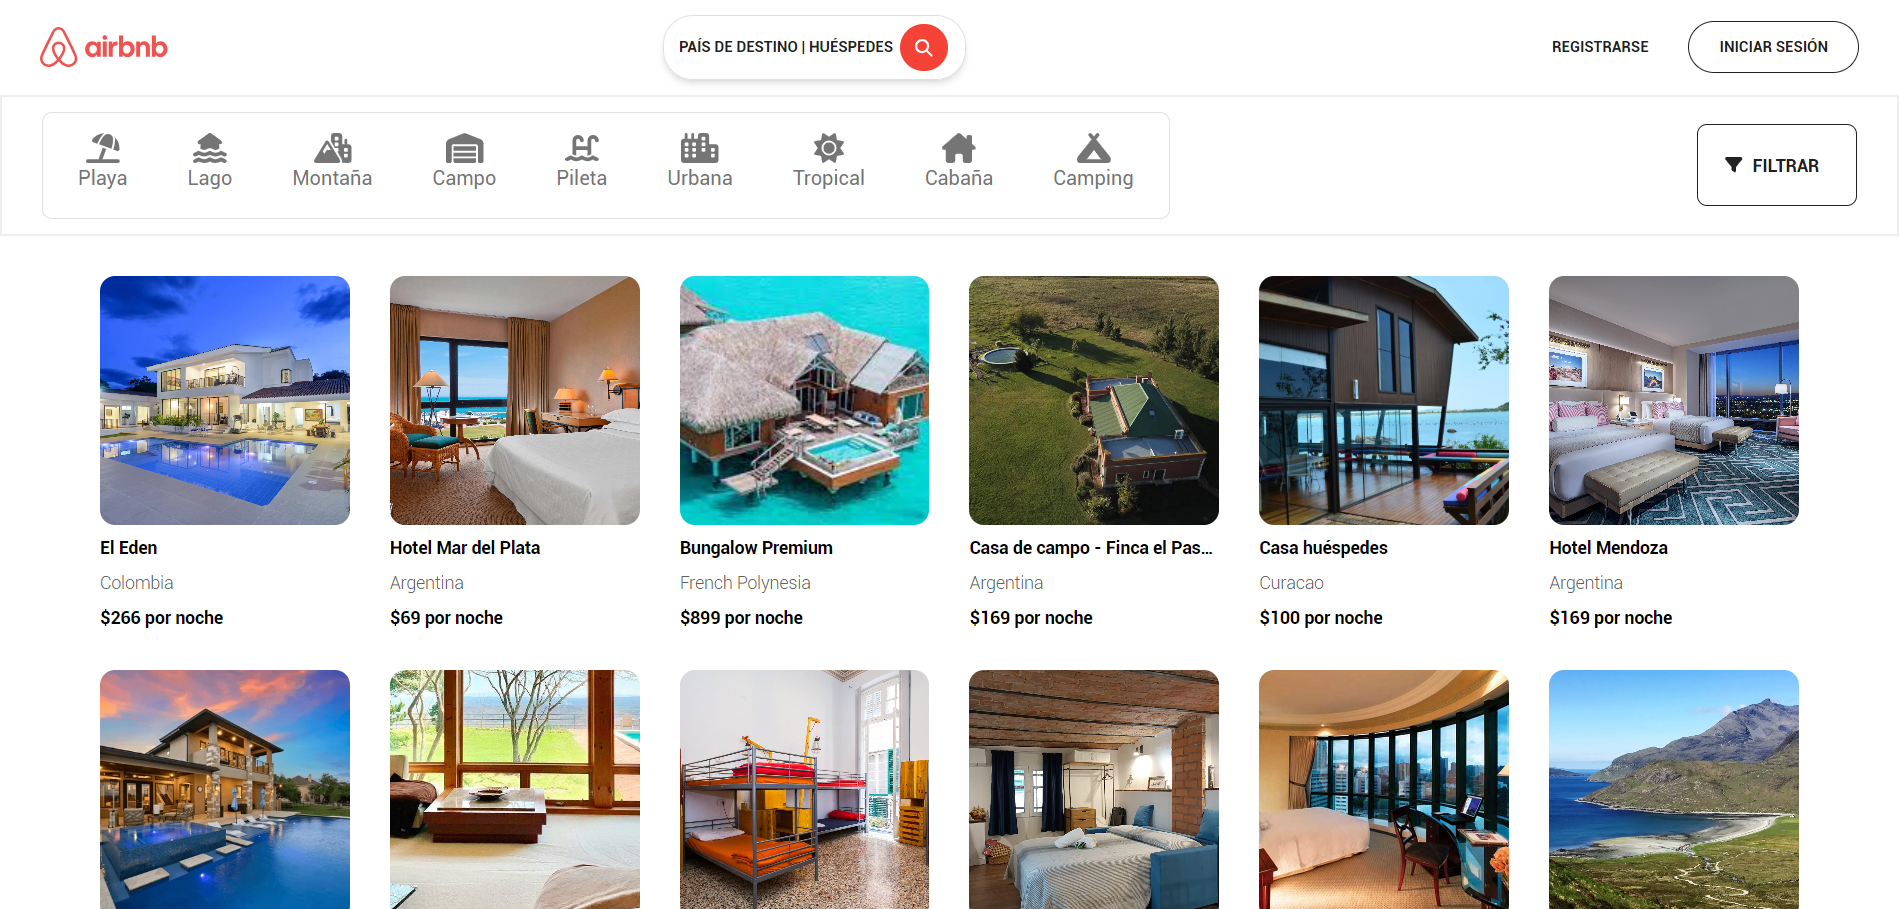 airbnb
PAÍS DE DESTINO | HUÉSPEDES
REGISTRARSE
INICIAR SESIÓN
Playa
Lago
Montaña
Campo
Pileta
Urbana
Tropical
Cabaña
Camping
FILTRAR
El Eden
Colombia
$266 por noche
Hotel Mar del Plata
Argentina
$69 por noche
Bungalow Premium
French Polynesia
$899 por noche
Casa de campo - Finca el Pas...
Argentina
$169 por noche
Casa huéspedes
Curacao
$100 por noche
Hotel Mendoza
Argentina
$169 por noche